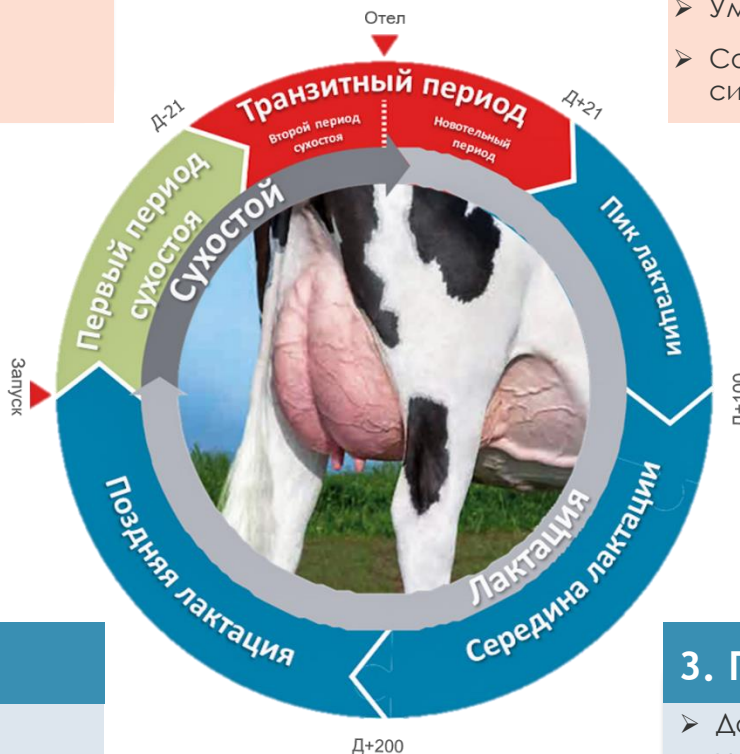 Отел
Д-21
Транзитный период
Д+21
Второй период
сухостоя
Новотельный
период
Первый период
сухостоя
Сухостой
Пик лактации
Запуск
Д+100
Лактация
Середина лактации
Поздняя лактация
Д+200
3.